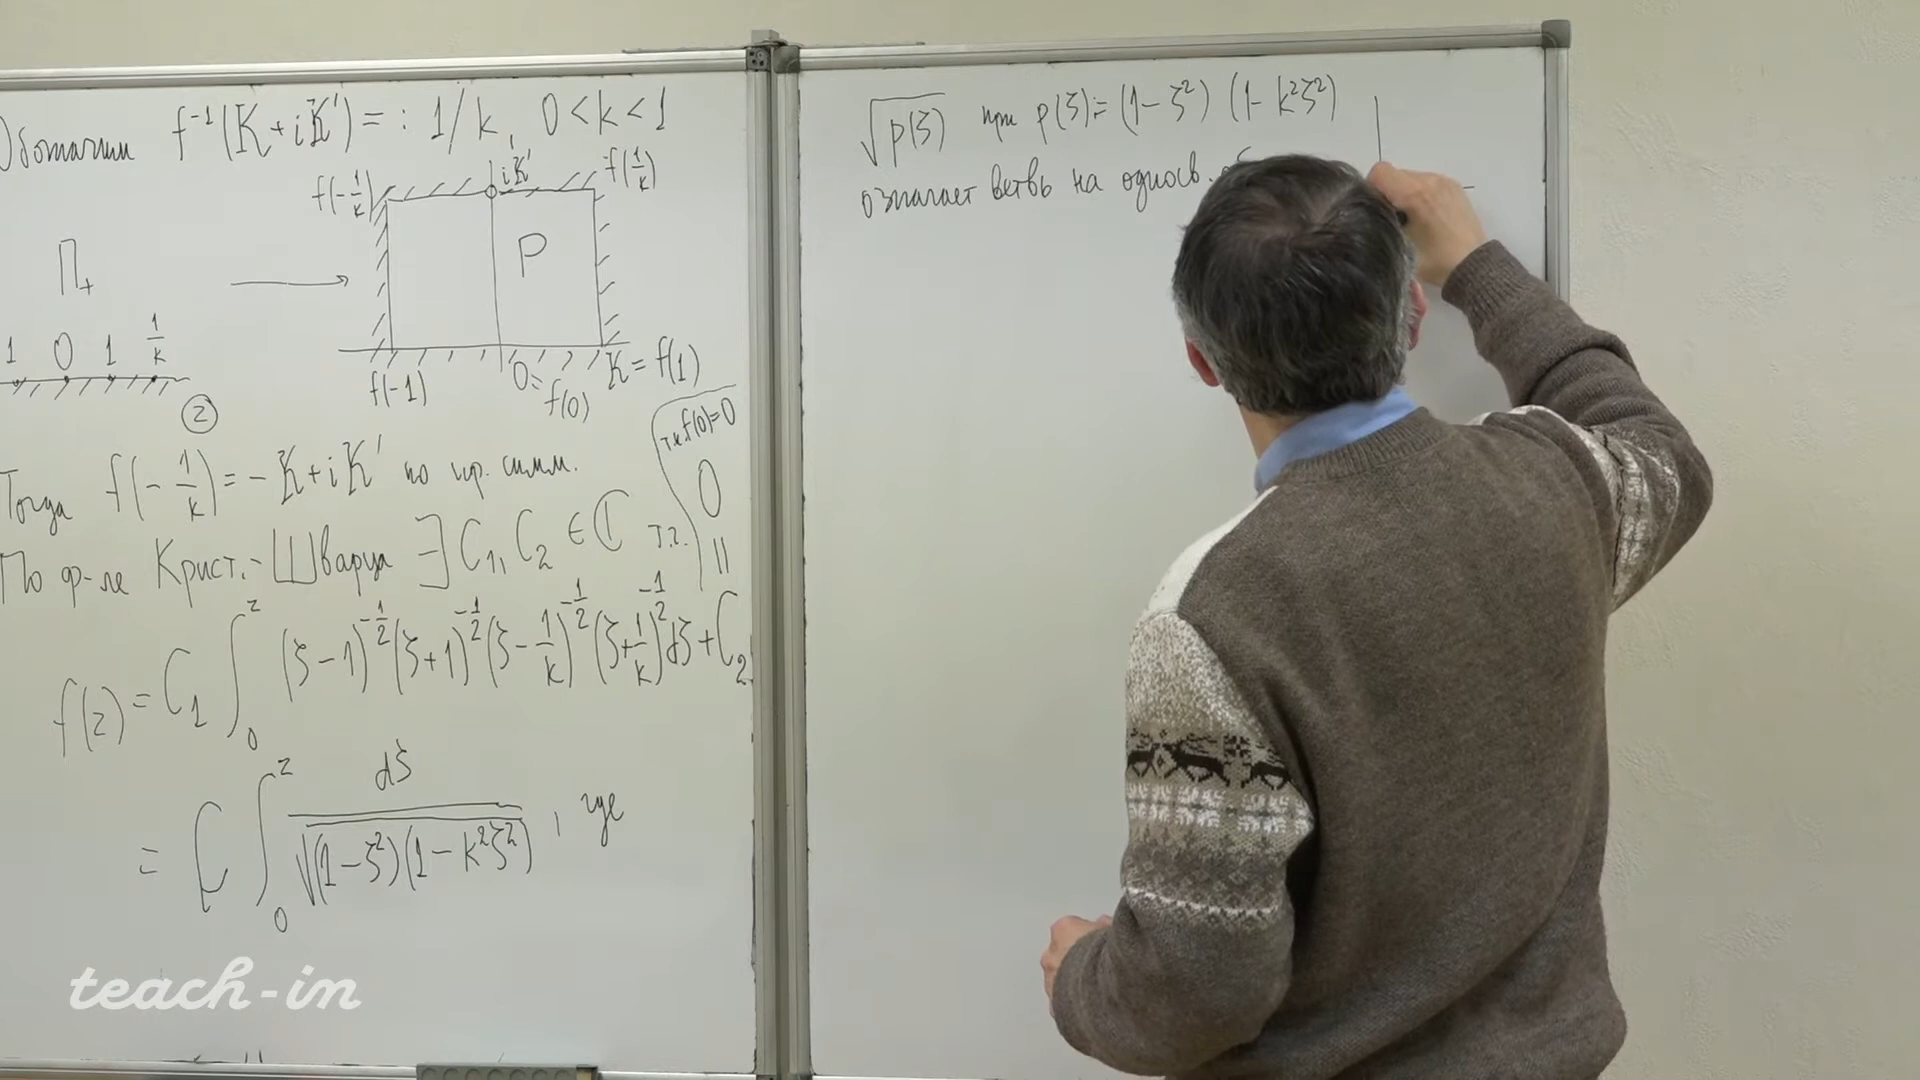 Обозначим f⁻¹(K + iK′) =: 1/k, 0 < k < 1
f(-1/k) iK′ f(1/k)
Π₊ → P
1 0 1 1/k
f(-1) 0 = f(0) K = f(1)
z
т.к. f(0)=0
Тогда f(-1/k) = -K + iK′ по пр. симм.
0
По ф-ле Крист.-Шварца ∃ C₁, C₂ ∈ ℂ т.ч. ||
f(z) = C₁ ∫₀ᶻ (ζ-1)^{-1/2} (ζ+1)^{-1/2} (ζ-1/k)^{-1/2} (ζ+1/k)^{-1/2} dζ + C₂
= C ∫₀ᶻ dζ / √((1-ζ²)(1-k²ζ²)), где
√p(ζ) при p(ζ) := (1-ζ²) (1-k²ζ²)
означает ветвь на односв.
teach-in